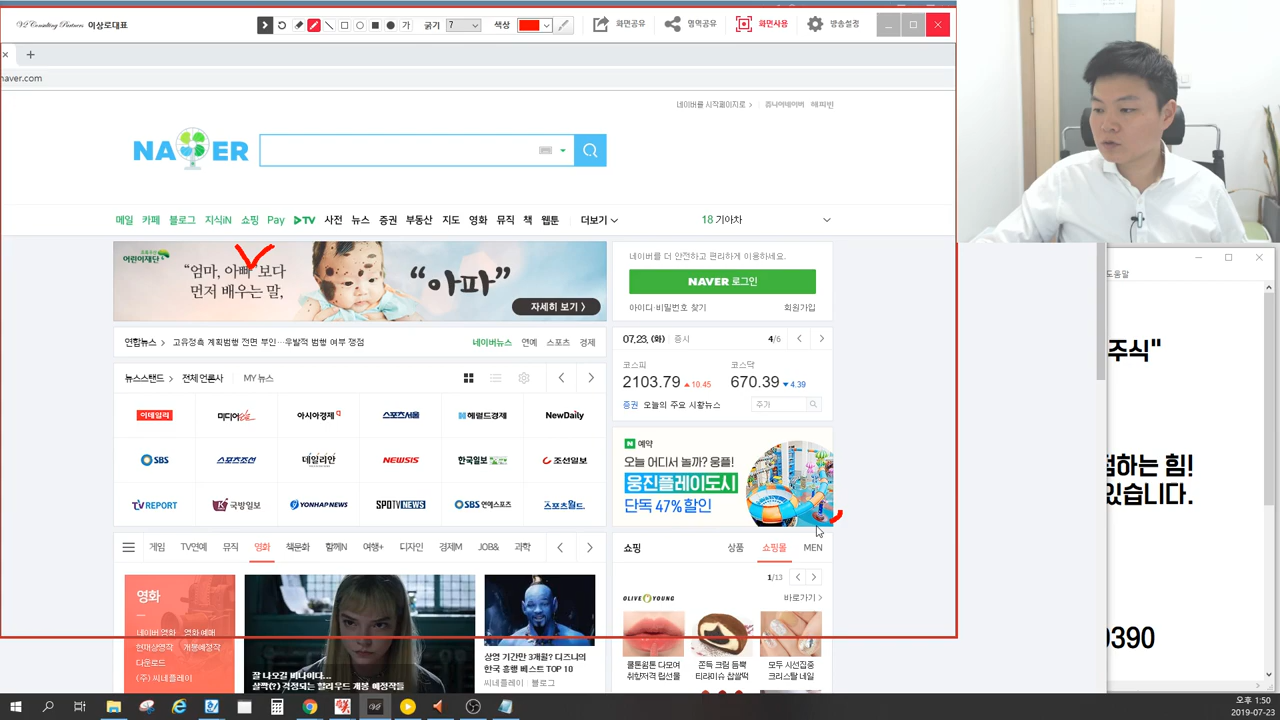 V2 Consulting Partners 이상로대표
가 굵기 7 색상 화면공유 영역공유 화면사용 방송설정
naver.com
네이버를 시작페이지로 > 쥬니어네이버 해피빈
NAVER
메일 카페 블로그 지식iN 쇼핑 Pay TV 사전 뉴스 증권 부동산 지도 영화 뮤직 책 웹툰 더보기
18 기아차
어린이재단
"엄마, 아빠"보다
먼저 배우는 말,
"아파"
자세히 보기 >
네이버를 더 안전하고 편리하게 이용하세요.
NAVER 로그인
아이디·비밀번호 찾기 회원가입
연합뉴스 > 고유정측 계획범행 전면 부인…우발적 범행 여부 쟁점
네이버뉴스 연예 스포츠 경제
07.23. (화) 증시 4/6
뉴스스탠드 > 전체 언론사 MY 뉴스
코스피 코스닥
2103.79 ▲10.45 670.39 ▼4.39
증권 오늘의 주요 시황뉴스 주가
이데일리 미디어오늘 아시아경제 스포츠서울 헤럴드경제 NewDaily
SBS 스포츠조선 데일리안 NEWSIS 한국일보 조선일보
TVREPORT 국방일보 YONHAP NEWS SPOTV NEWS SBS 연예스포츠 스포츠월드
N 예약
오늘 어디서 놀까? 웅플!
웅진플레이도시
단독 47% 할인
게임 TV연예 뮤직 영화 책문화 함께N 여행+ 디자인 경제M JOB& 과학
쇼핑 상품 쇼핑몰 MEN
1/13
OLIVE YOUNG 바로가기 >
영화
네이버 영화 영화 예매
현재상영작 개봉예정작
다운로드
(주) 씨네플레이
잘 나오길 비나이다…
상영 기간만 3개월? 디즈니의
한국 흥행 베스트 TOP 10
씨네플레이 | 블로그
쿨톤웜톤 다모여
취향저격 립선물
쫀득 크림 듬뿍
티라미슈 찹쌀떡
모두 시선집중
크리스탈 네일
도움말
주식"
점하는 힘!
있습니다.
0390
오후 1:50
2019-07-23